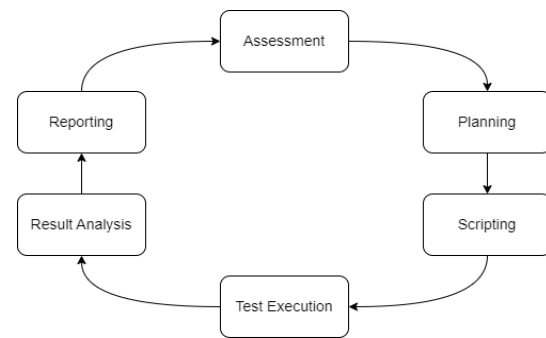 Assessment
Planning
Scripting
Test Execution
Result Analysis
Reporting